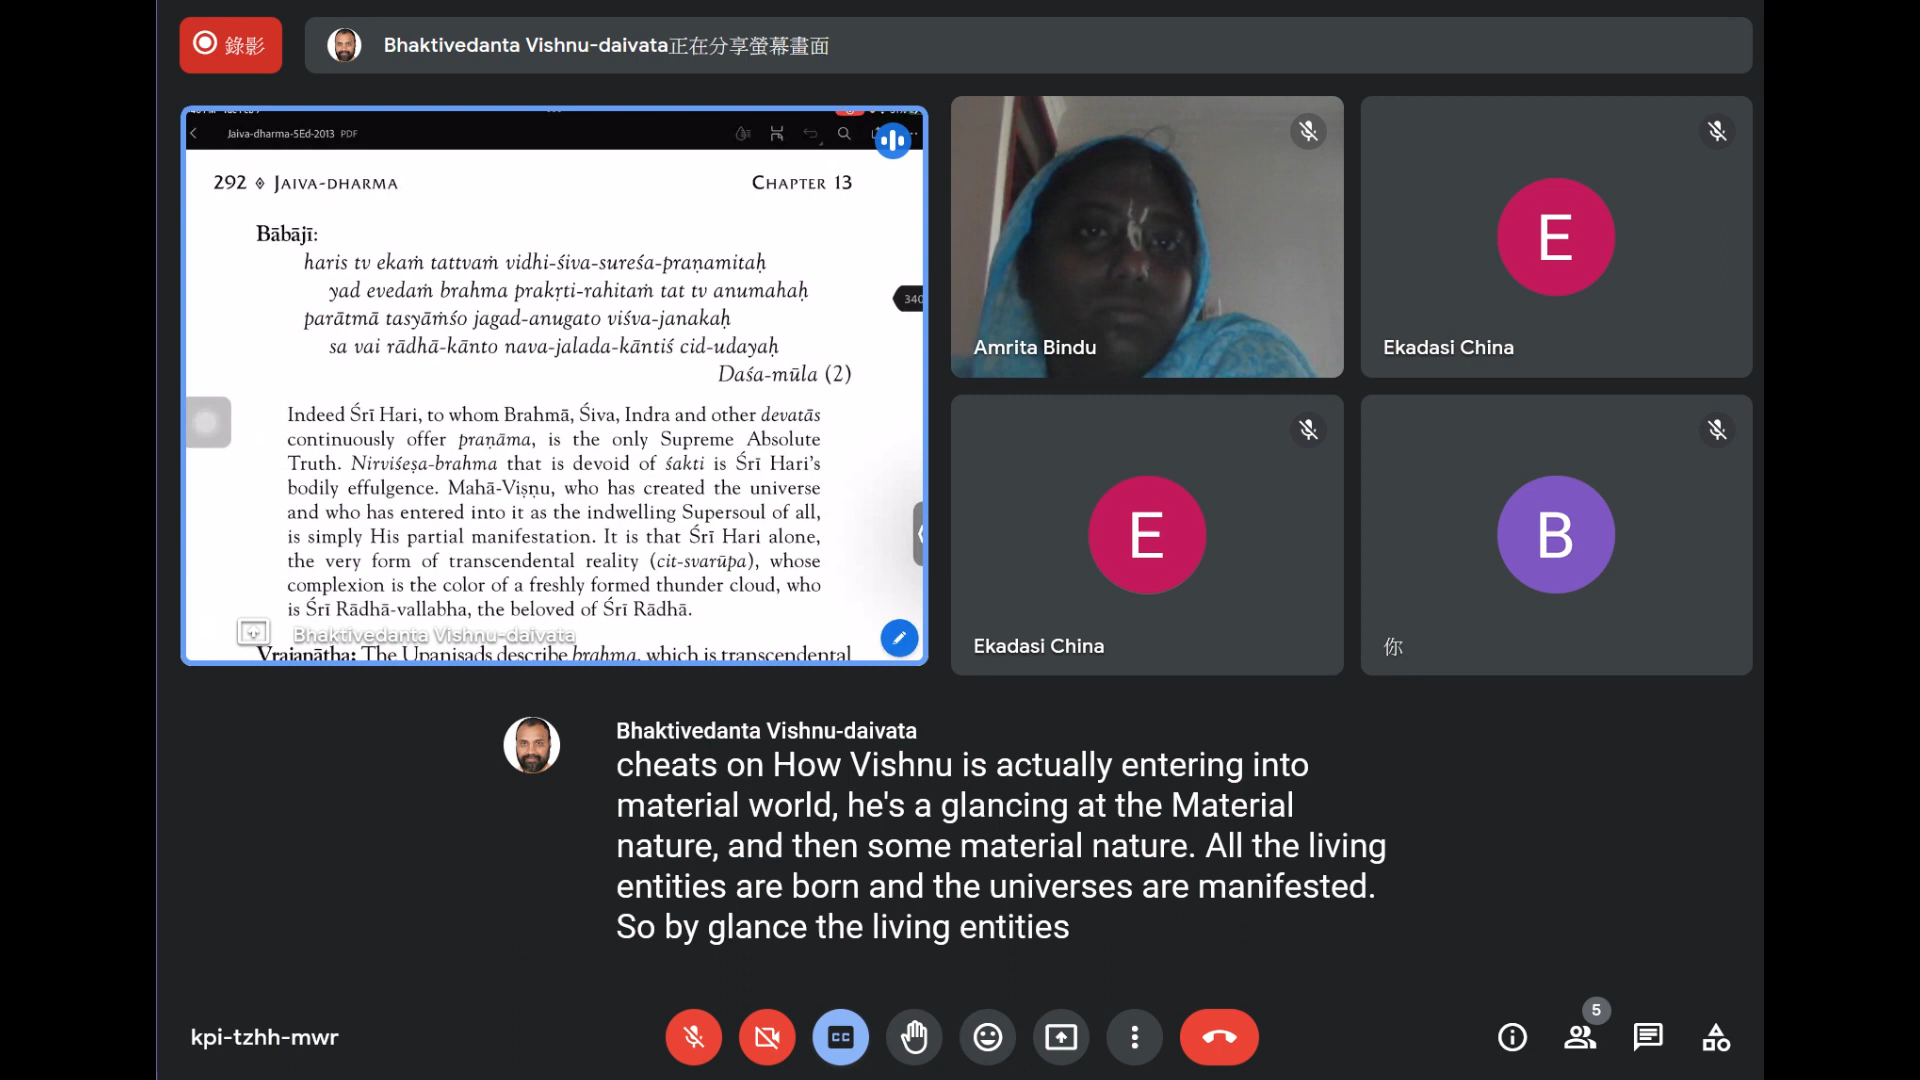 錄影
Bhaktivedanta Vishnu-daivata正在分享螢幕畫面
Jaiva-dharma-5Ed-2013 PDF
292 ◈ JAIVA-DHARMA
CHAPTER 13
Bābājī:
haris tv ekaṁ tattvaṁ vidhi-śiva-sureśa-praṇamitaḥ
yad evedaṁ brahma prakṛti-rahitaṁ tat tv anumahaḥ
parātmā tasyāṁśo jagad-anugato viśva-janakaḥ
sa vai rādhā-kānto nava-jalada-kāntiś cid-udayaḥ
Daśa-mūla (2)
340
Indeed Śrī Hari, to whom Brahmā, Śiva, Indra and other devatās
continuously offer praṇāma, is the only Supreme Absolute
Truth. Nirviśeṣa-brahma that is devoid of śakti is Śrī Hari's
bodily effulgence. Mahā-Viṣṇu, who has created the universe
and who has entered into it as the indwelling Supersoul of all,
is simply His partial manifestation. It is that Śrī Hari alone,
the very form of transcendental reality (cit-svarūpa), whose
complexion is the color of a freshly formed thunder cloud, who
is Śrī Rādhā-vallabha, the beloved of Śrī Rādhā.
Bhaktivedanta Vishnu-daivata
Vrajanātha: The Upaniṣads describe brahma, which is transcendental
Amrita Bindu
E
Ekadasi China
E
Ekadasi China
B
你
Bhaktivedanta Vishnu-daivata
cheats on How Vishnu is actually entering into
material world, he's a glancing at the Material
nature, and then some material nature. All the living
entities are born and the universes are manifested.
So by glance the living entities
kpi-tzhh-mwr
CC
5